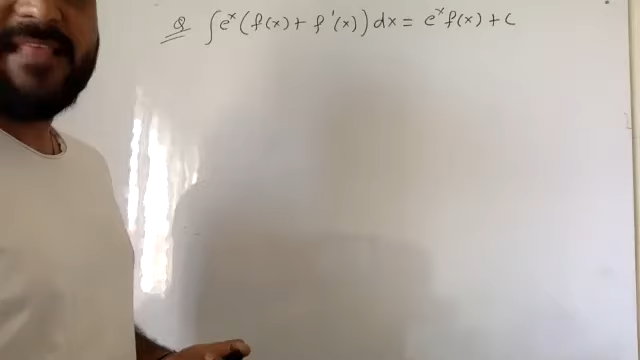 Q ∫eˣ(f(x) + f'(x)) dx = eˣ f(x) + c